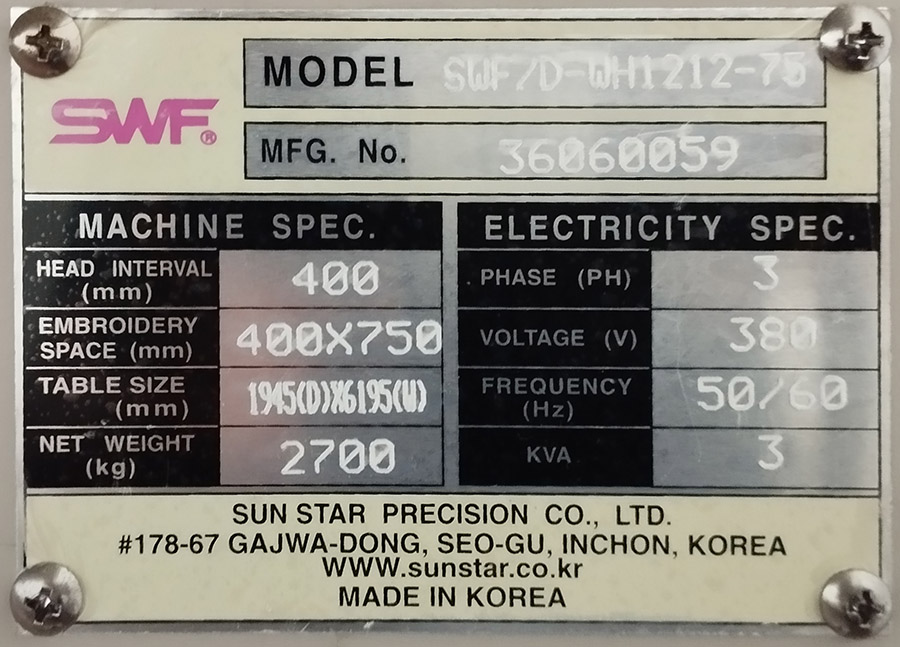 SWF®
MODEL SWF/D-WH1212-75
MFG. No. 36060059
MACHINE SPEC.
HEAD INTERVAL (mm) 400
EMBROIDERY SPACE (mm) 400X750
TABLE SIZE (mm) 1945(D)X6195(W)
NET WEIGHT (kg) 2700
ELECTRICITY SPEC.
PHASE (PH) 3
VOLTAGE (V) 380
FREQUENCY (Hz) 50/60
KVA 3
SUN STAR PRECISION CO., LTD.
#178-67 GAJWA-DONG, SEO-GU, INCHON, KOREA
WWW.sunstar.co.kr
MADE IN KOREA